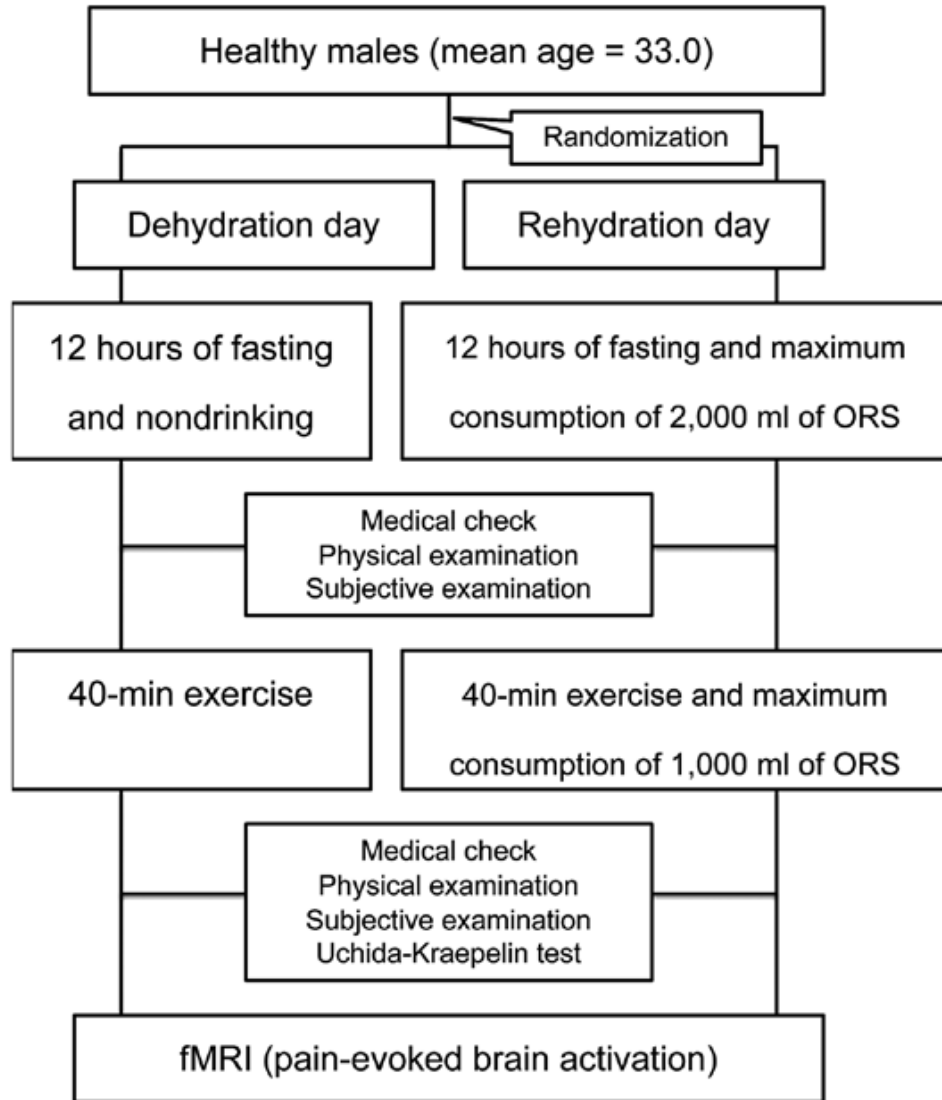 Healthy males (mean age = 33.0)
Randomization
Dehydration day
Rehydration day
12 hours of fasting
and nondrinking
12 hours of fasting and maximum
consumption of 2,000 ml of ORS
Medical check
Physical examination
Subjective examination
40-min exercise
40-min exercise and maximum
consumption of 1,000 ml of ORS
Medical check
Physical examination
Subjective examination
Uchida-Kraepelin test
fMRI (pain-evoked brain activation)